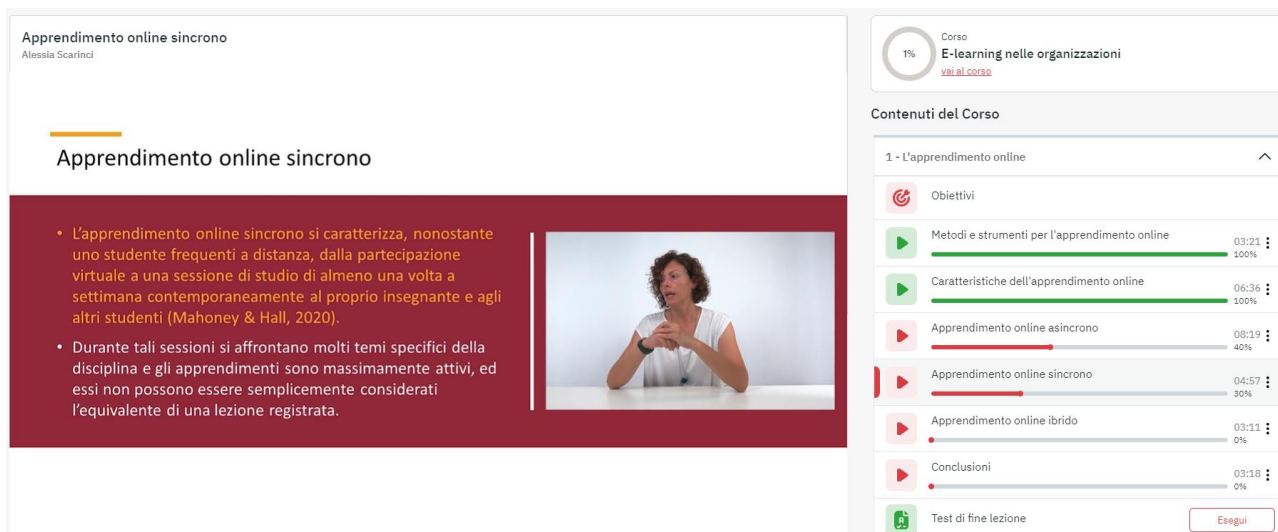 Apprendimento online sincrono
Alessia Scarinci
Apprendimento online sincrono
• L'apprendimento online sincrono si caratterizza, nonostante
uno studente frequenti a distanza, dalla partecipazione
virtuale a una sessione di studio di almeno una volta a
settimana contemporaneamente al proprio insegnante e agli
altri studenti (Mahoney & Hall, 2020).
• Durante tali sessioni si affrontano molti temi specifici della
disciplina e gli apprendimenti sono massimamente attivi, ed
essi non possono essere semplicemente considerati
l'equivalente di una lezione registrata.
1%
Corso
E-learning nelle organizzazioni
vai al corso
Contenuti del Corso
1 - L'apprendimento online
Obiettivi
Metodi e strumenti per l'apprendimento online
03:21
100%
Caratteristiche dell'apprendimento online
06:36
100%
Apprendimento online asincrono
08:19
40%
Apprendimento online sincrono
04:57
30%
Apprendimento online ibrido
03:11
0%
Conclusioni
03:18
0%
A
Test di fine lezione
Esegui